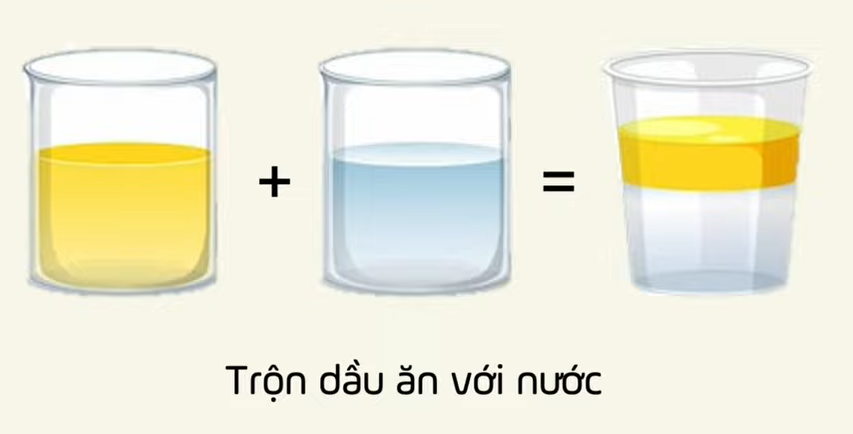 + =
Trộn dầu ăn với nước